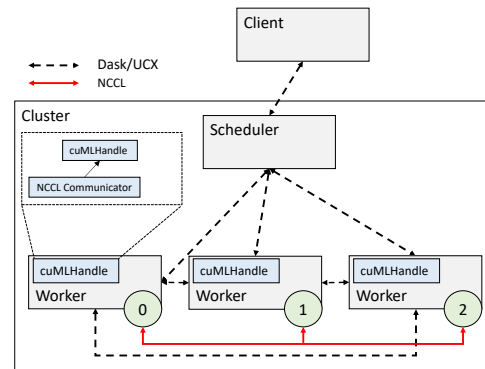 Client
Dask/UCX
NCCL
Cluster
Scheduler
cuMLHandle
NCCL Communicator
cuMLHandle
Worker
0
cuMLHandle
Worker
1
cuMLHandle
Worker
2